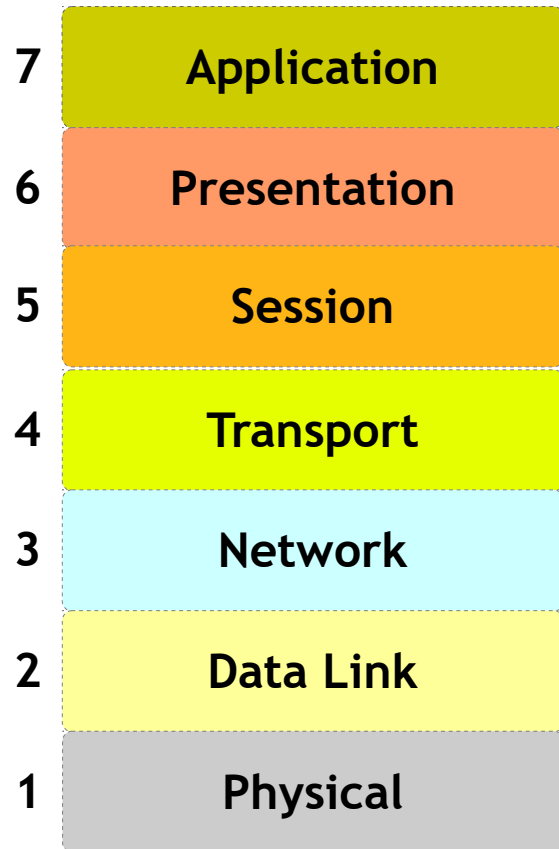 7 Application
6 Presentation
5 Session
4 Transport
3 Network
2 Data Link
1 Physical